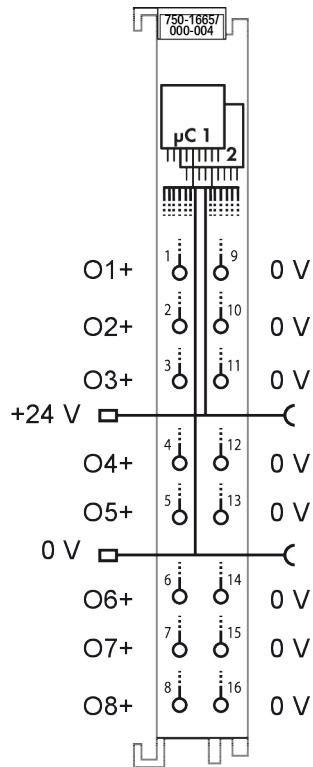 750-1665/
000-004
µC 1
2
O1+ 1 9 0 V
O2+ 2 10 0 V
O3+ 3 11 0 V
+24 V
O4+ 4 12 0 V
O5+ 5 13 0 V
0 V
O6+ 6 14 0 V
O7+ 7 15 0 V
O8+ 8 16 0 V